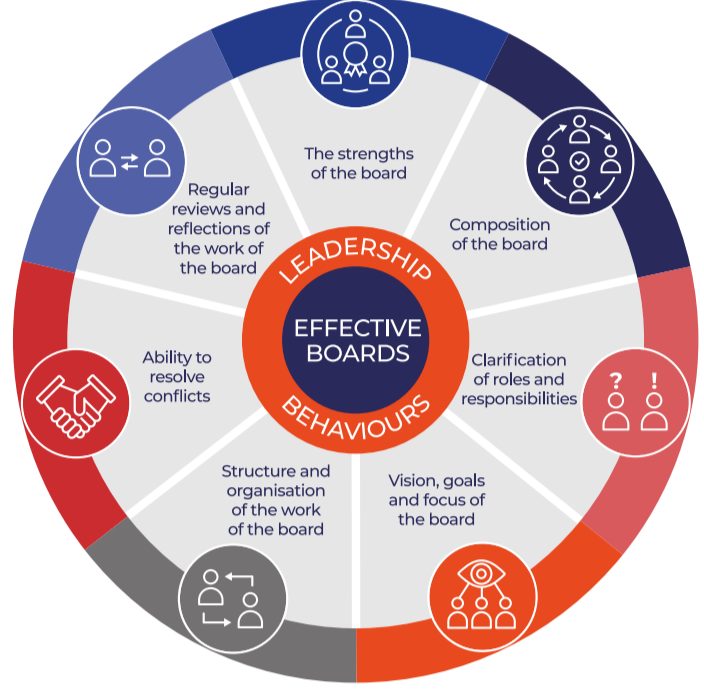 The strengths
of the board
Composition
of the board
Clarification
of roles and
responsibilities
? !
Vision, goals
and focus of
the board
Structure and
organisation
of the work
of the board
Ability to
resolve
conflicts
Regular
reviews and
reflections of
the work of
the board
LEADERSHIP
EFFECTIVE
BOARDS
BEHAVIOURS